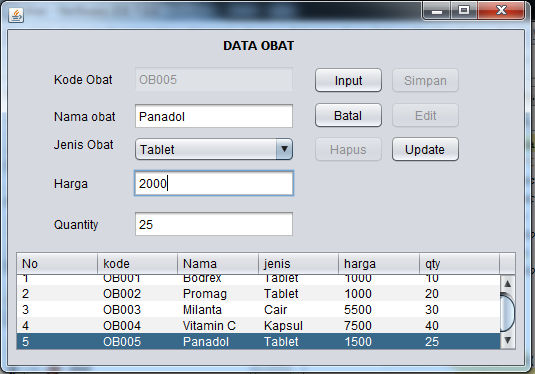 DATA OBAT
Kode Obat OB005 Input Simpan
Nama obat Panadol Batal Edit
Jenis Obat Tablet Hapus Update
Harga 2000
Quantity 25
No kode Nama jenis harga qty
1 OB001 Bodrex Tablet 1000 10
2 OB002 Promag Tablet 1000 20
3 OB003 Milanta Cair 5500 30
4 OB004 Vitamin C Kapsul 7500 40
5 OB005 Panadol Tablet 1500 25